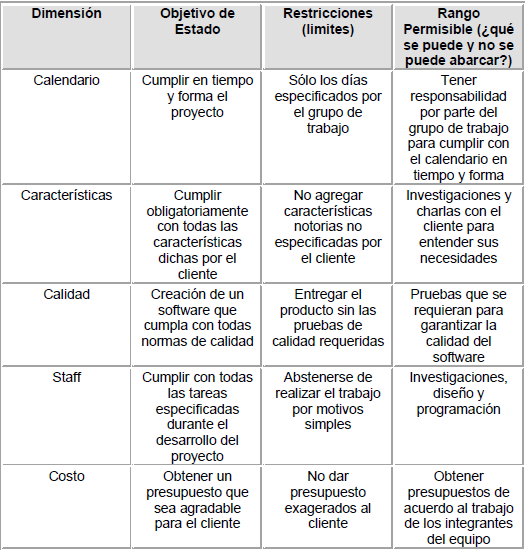 Dimensión
Objetivo de
Estado
Restricciones
(limites)
Rango
Permisible (¿qué
se puede y no se
puede abarcar?)
Calendario
Cumplir en tiempo
y forma el
proyecto
Sólo los días
especificados por
el grupo de
trabajo
Tener
responsabilidad
por parte del
grupo de trabajo
para cumplir con
el calendario en
tiempo y forma
Características
Cumplir
obligatoriamente
con todas las
características
dichas por el
cliente
No agregar
características
notorias no
especificadas por
el cliente
Investigaciones y
charlas con el
cliente para
entender sus
necesidades
Calidad
Creación de un
software que
cumpla con todas
normas de calidad
Entregar el
producto sin las
pruebas de
calidad requeridas
Pruebas que se
requieran para
garantizar la
calidad del
software
Staff
Cumplir con todas
las tareas
especificadas
durante el
desarrollo del
proyecto
Abstenerse de
realizar el trabajo
por motivos
simples
Investigaciones,
diseño y
programación
Costo
Obtener un
presupuesto que
sea agradable
para el cliente
No dar
presupuesto
exagerados al
cliente
Obtener
presupuestos de
acuerdo al trabajo
de los integrantes
del equipo